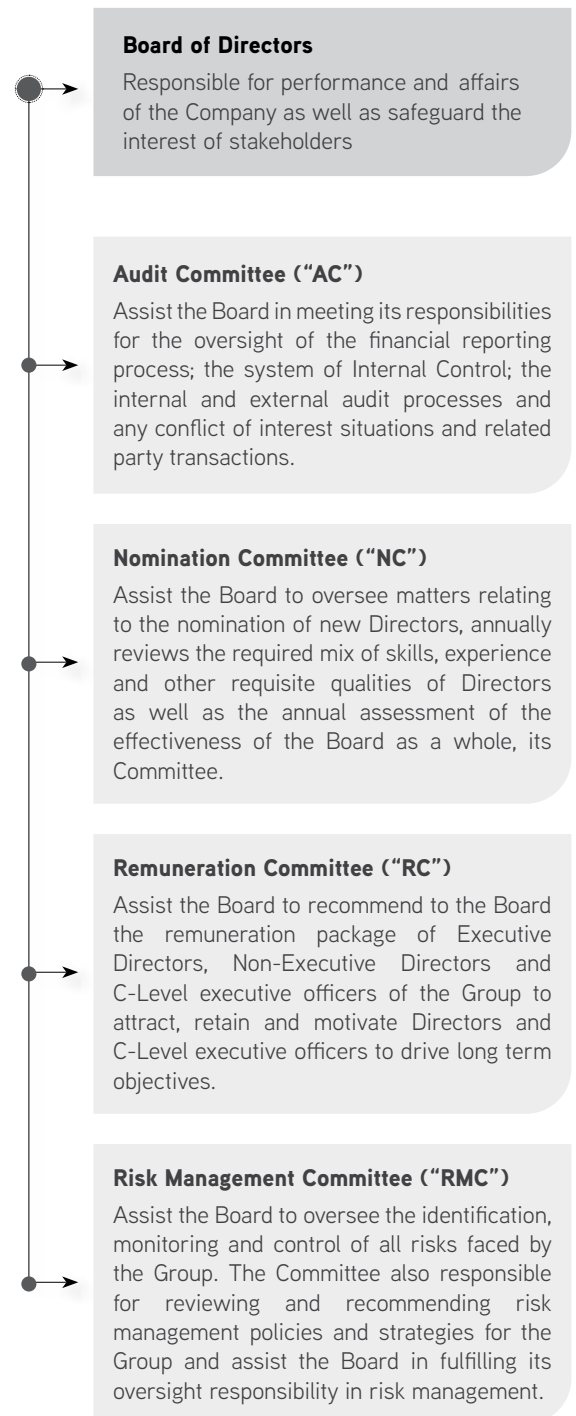 Board of Directors
Responsible for performance and affairs
of the Company as well as safeguard the
interest of stakeholders
Audit Committee (“AC”)
Assist the Board in meeting its responsibilities
for the oversight of the financial reporting
process; the system of Internal Control; the
internal and external audit processes and
any conflict of interest situations and related
party transactions.
Nomination Committee (“NC”)
Assist the Board to oversee matters relating
to the nomination of new Directors, annually
reviews the required mix of skills, experience
and other requisite qualities of Directors
as well as the annual assessment of the
effectiveness of the Board as a whole, its
Committee.
Remuneration Committee (“RC”)
Assist the Board to recommend to the Board
the remuneration package of Executive
Directors, Non-Executive Directors and
C-Level executive officers of the Group to
attract, retain and motivate Directors and
C-Level executive officers to drive long term
objectives.
Risk Management Committee (“RMC”)
Assist the Board to oversee the identification,
monitoring and control of all risks faced by
the Group. The Committee also responsible
for reviewing and recommending risk
management policies and strategies for the
Group and assist the Board in fulfilling its
oversight responsibility in risk management.